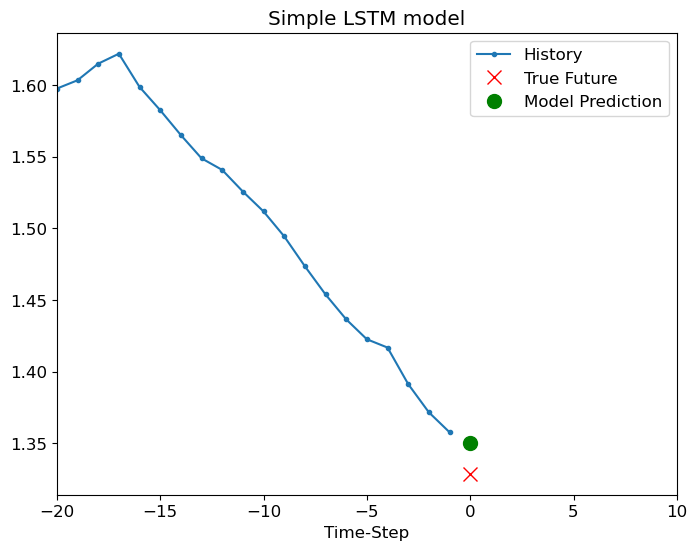 Simple LSTM model
History
True Future
Model Prediction
1.60
1.55
1.50
1.45
1.40
1.35
−20 −15 −10 −5 0 5 10
Time-Step